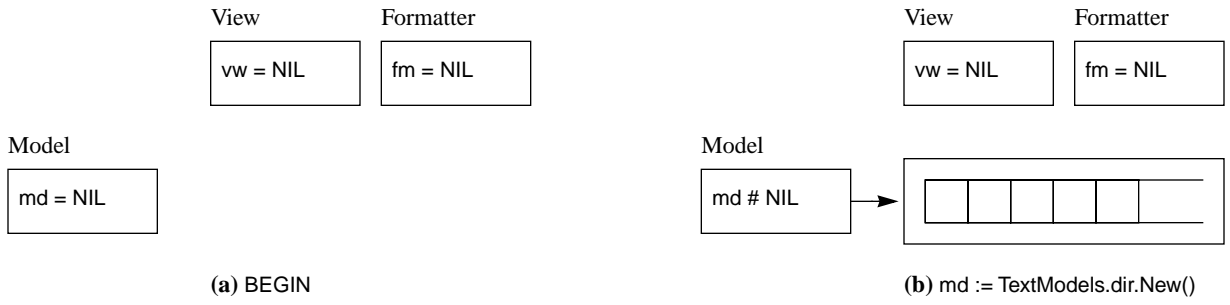 View Formatter
vw = NIL fm = NIL
Model
md = NIL
(a) BEGIN
View Formatter
vw = NIL fm = NIL
Model
md # NIL
(b) md := TextModels.dir.New()